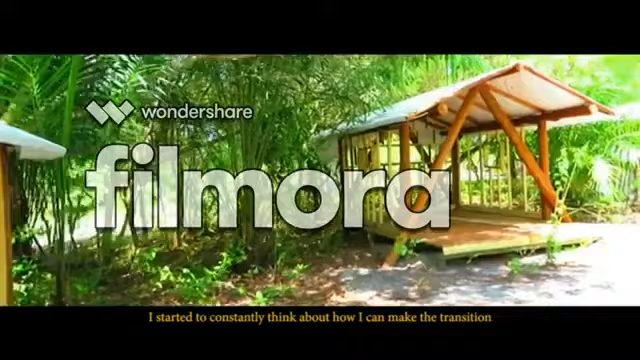 wondershare
filmora
I started to constantly think about how I can make the transition